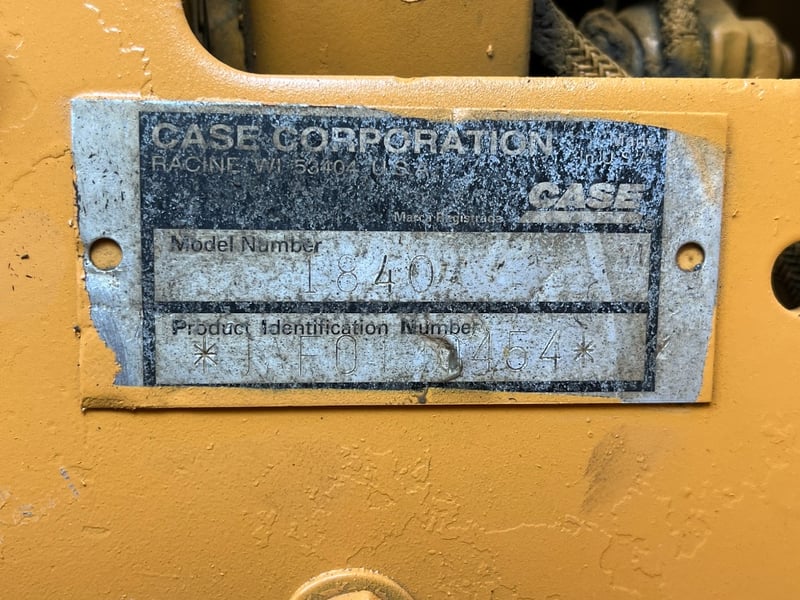 CASE CORPORATION
RACINE, WI 53404 U.S.A.
CASE
Marca Registrada
Model Number
1840
Product Identification Number